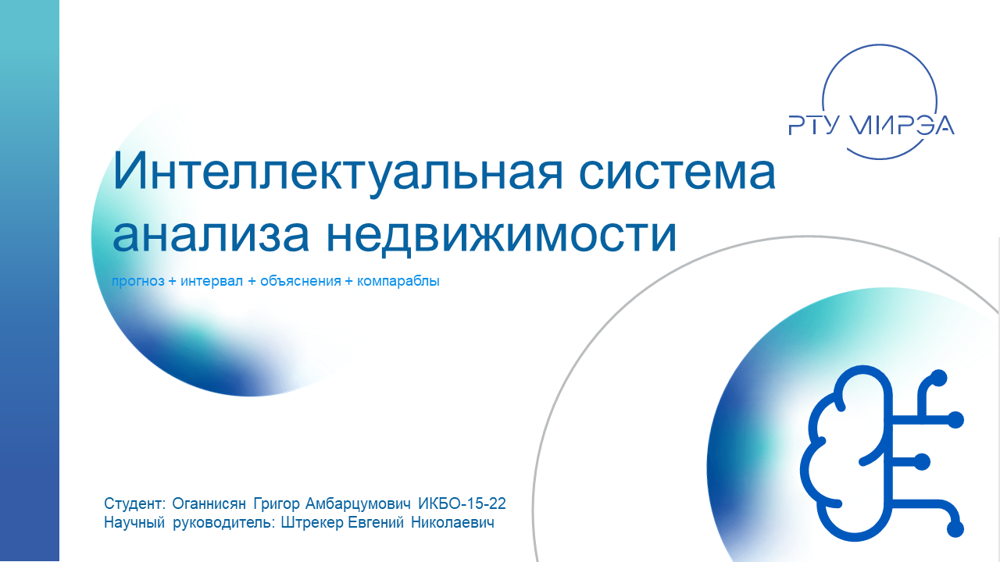 РТУ МИРЭА
Интеллектуальная система
анализа недвижимости
прогноз + интервал + объяснения + компараблы
Студент: Оганнисян Григор Амбарцумович ИКБО-15-22
Научный руководитель: Штрекер Евгений Николаевич